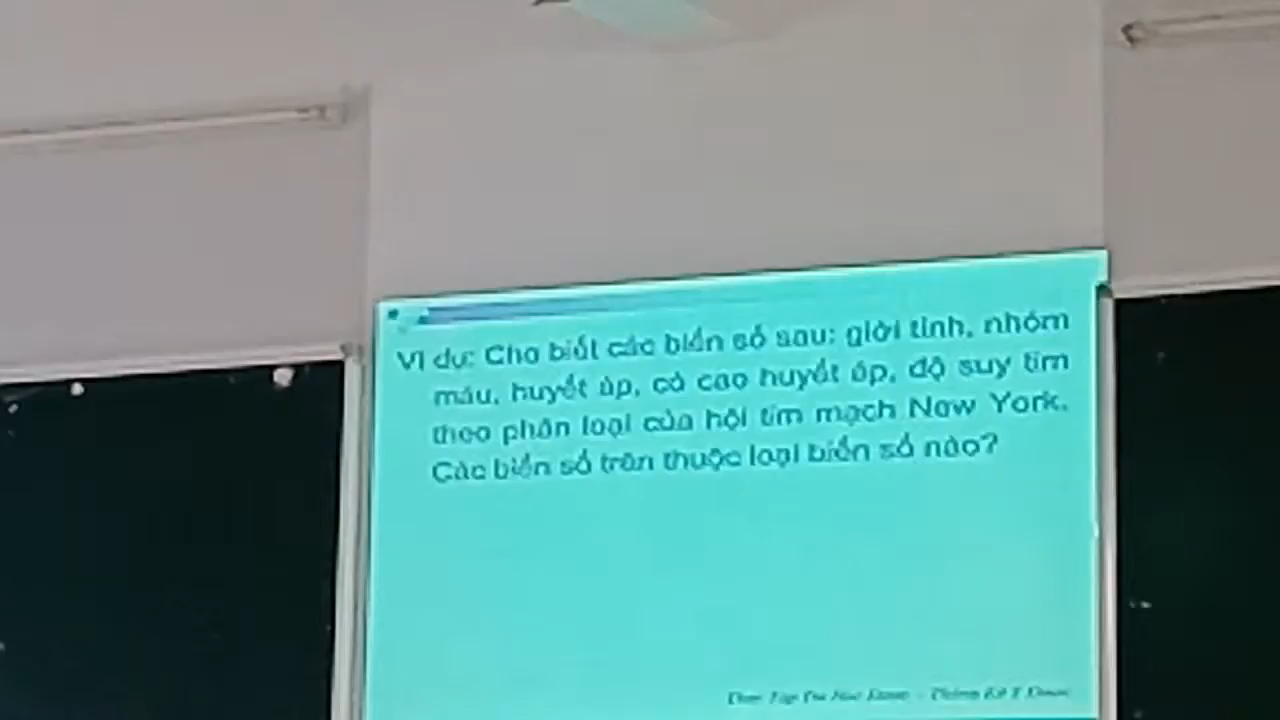 Ví dụ: Cho biết các biến số sau: giới tính, nhóm
máu, huyết áp, có cao huyết áp, độ suy tim
theo phân loại của hội tim mạch New York.
Các biến số trên thuộc loại biến số nào?